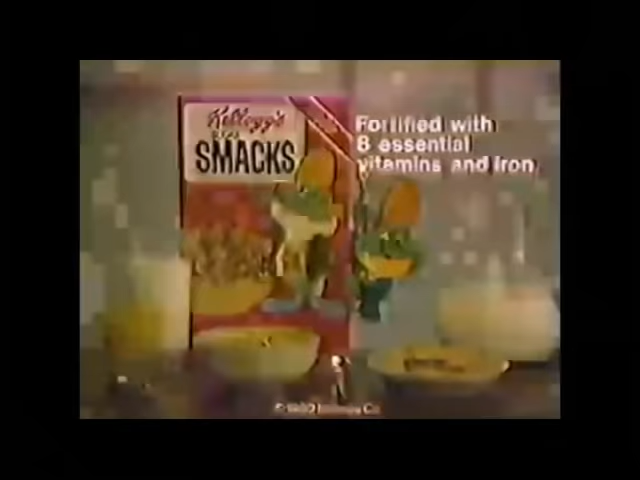 Kellogg's
SMACKS
Fortified with
8 essential
vitamins and iron